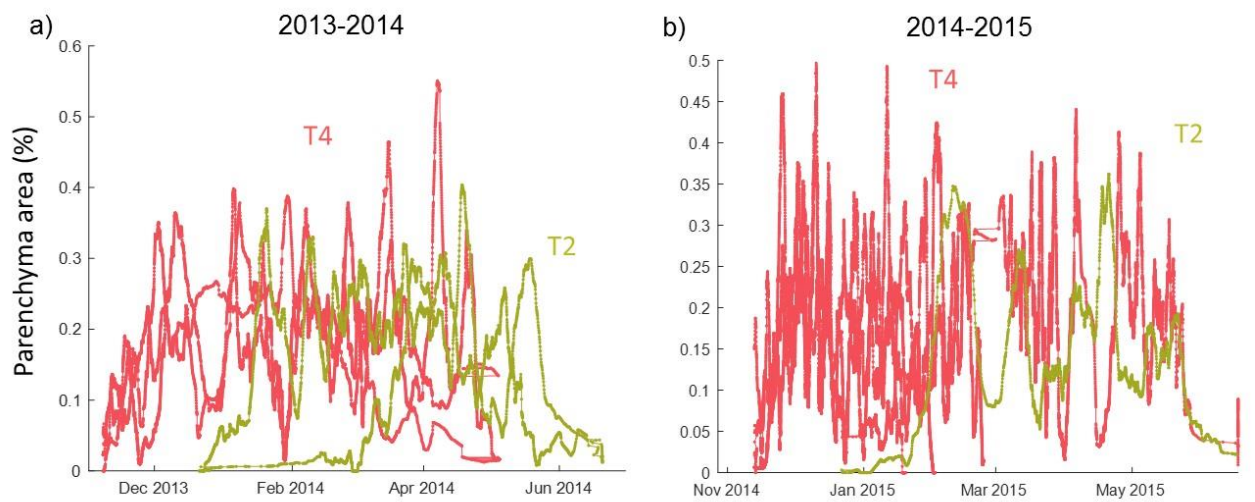 a) 2013-2014
Parenchyma area (%)
0.6
0.5
0.4
0.3
0.2
0.1
0
T4
T2
Dec 2013 Feb 2014 Apr 2014 Jun 2014
b) 2014-2015
0.5
0.45
0.4
0.35
0.3
0.25
0.2
0.15
0.1
0.05
0
T4
T2
Nov 2014 Jan 2015 Mar 2015 May 2015